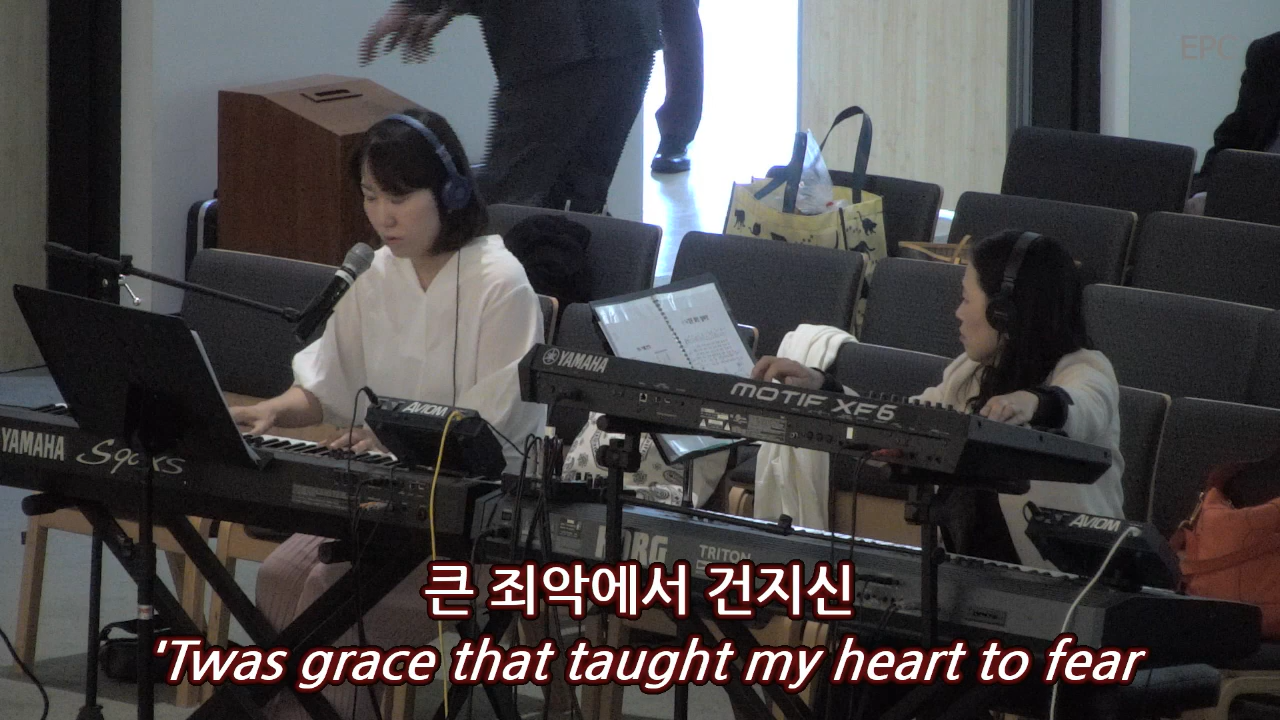 EPC
YAMAHA
MOTIF XF6
AVIOM
YAMAHA
AVIOM
KORG
TRITON
큰 죄악에서 건지신
'Twas grace that taught my heart to fear